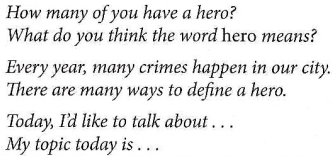 How many of you have a hero?
What do you think the word hero means?
Every year, many crimes happen in our city.
There are many ways to define a hero.
Today, I'd like to talk about . . .
My topic today is . . .